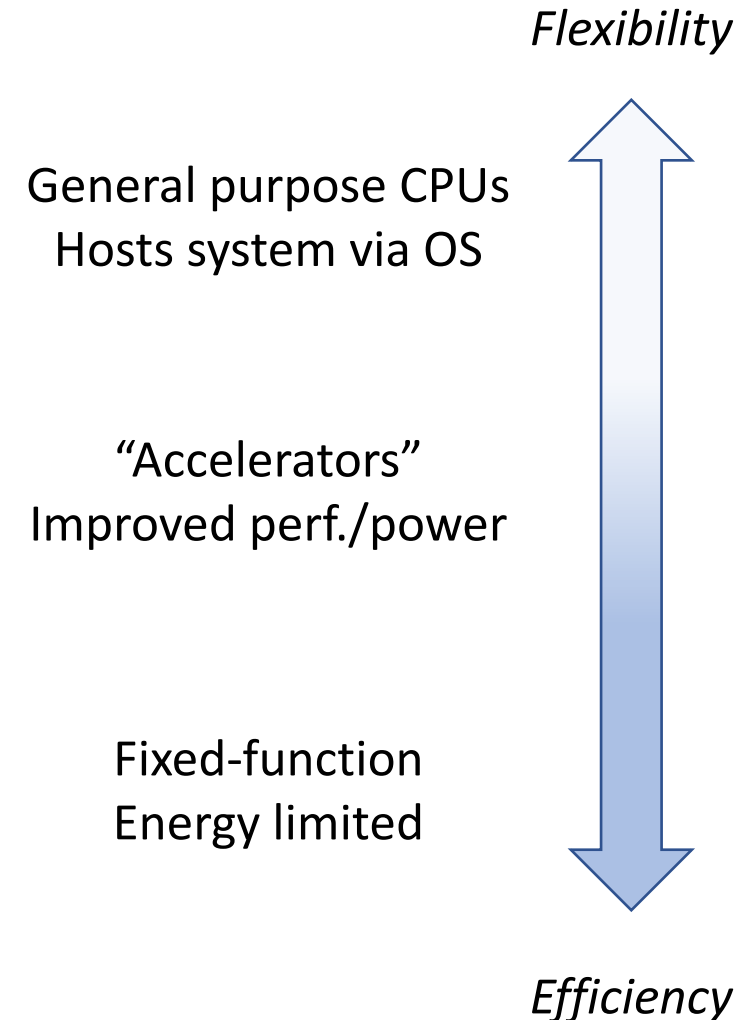 Flexibility
General purpose CPUs
Hosts system via OS
“Accelerators”
Improved perf./power
Fixed-function
Energy limited
Efficiency